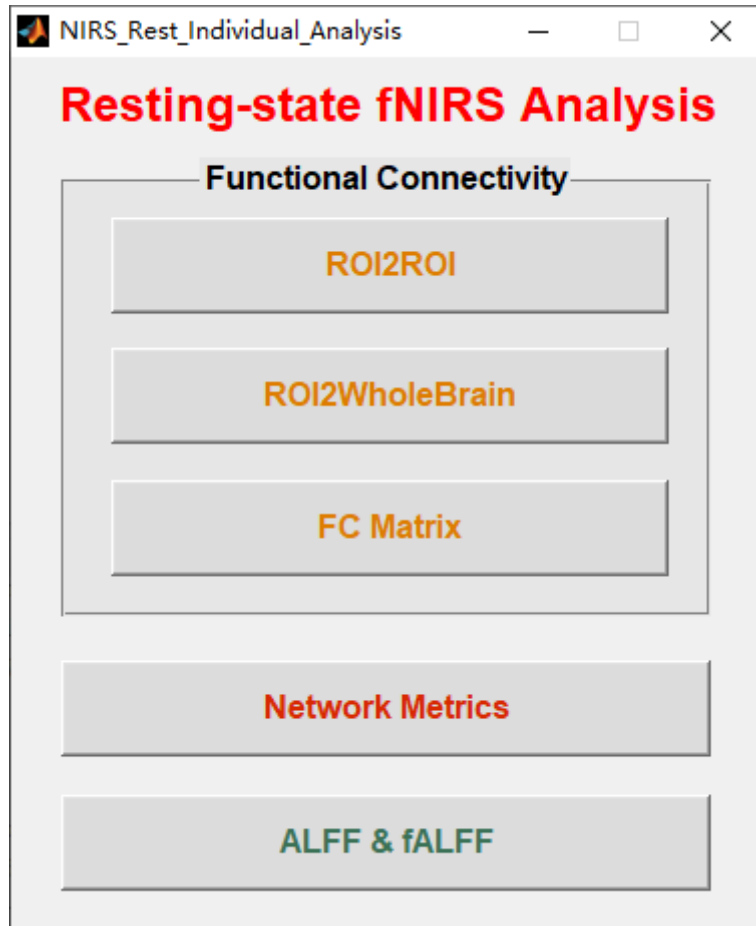 NIRS_Rest_Individual_Analysis
Resting-state fNIRS Analysis
Functional Connectivity
ROI2ROI
ROI2WholeBrain
FC Matrix
Network Metrics
ALFF & fALFF